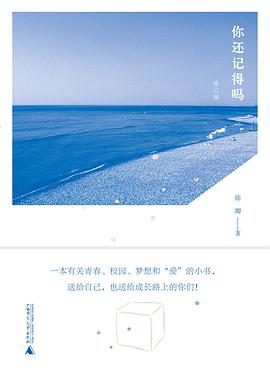 你还记得吗
修订版
徐
著
一本有关青春、校园、梦想和“爱”的小书，
送给自己，也送给成长路上的你们！